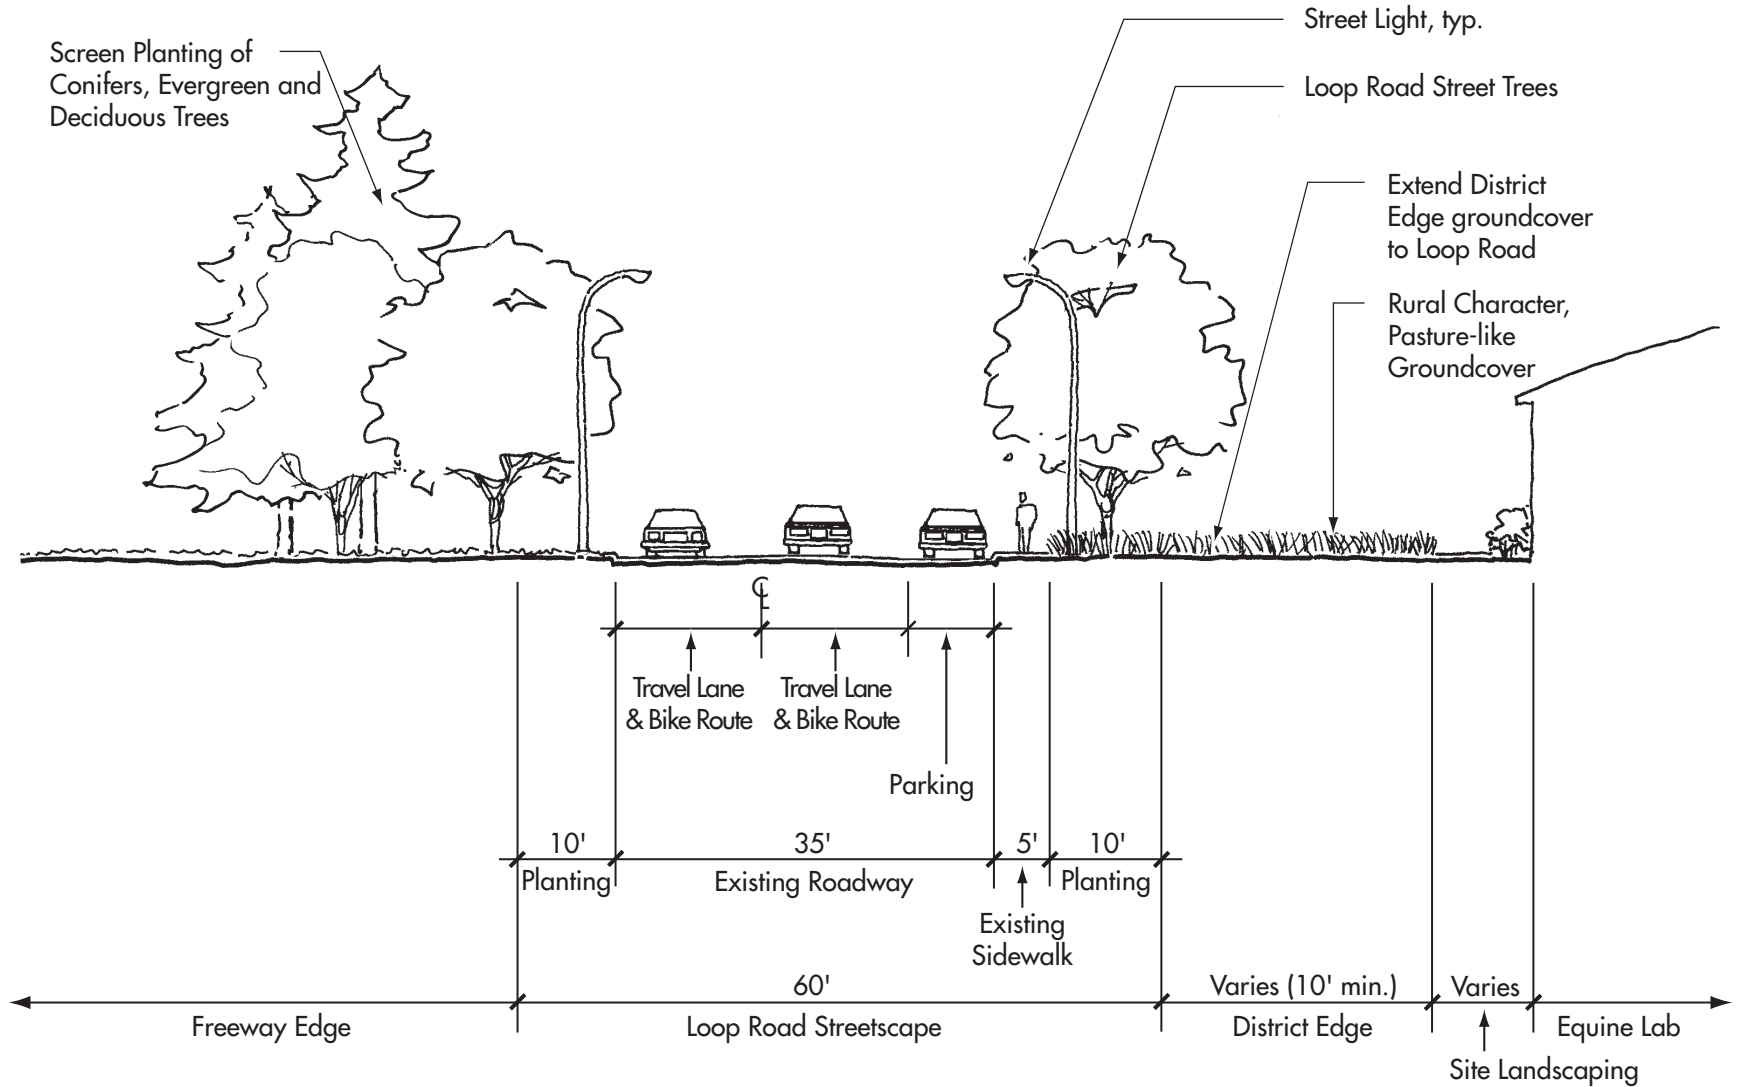 Street Light, typ.
Screen Planting of
Conifers, Evergreen and
Deciduous Trees
Loop Road Street Trees
Extend District
Edge groundcover
to Loop Road
Rural Character,
Pasture-like
Groundcover
℄
Travel Lane
& Bike Route
Travel Lane
& Bike Route
Parking
10'
Planting
35'
Existing Roadway
5'
Existing
Sidewalk
10'
Planting
60'
Varies (10' min.)
Varies
Freeway Edge
Loop Road Streetscape
District Edge
Equine Lab
Site Landscaping